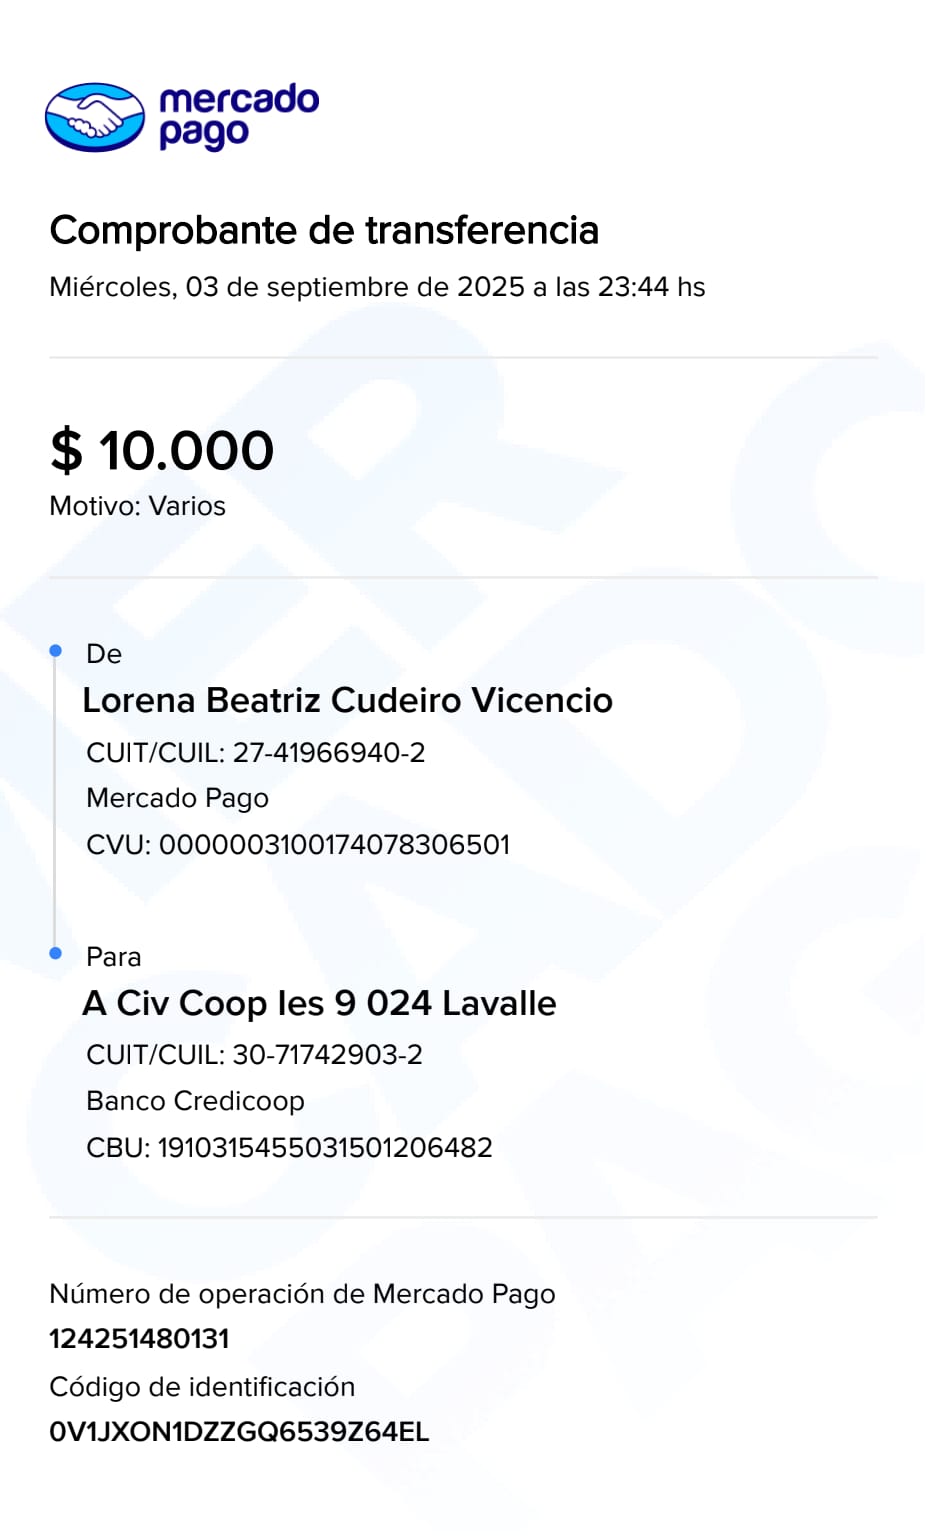 mercado
pago
Comprobante de transferencia
Miércoles, 03 de septiembre de 2025 a las 23:44 hs
$ 10.000
Motivo: Varios
De
Lorena Beatriz Cudeiro Vicencio
CUIT/CUIL: 27-41966940-2
Mercado Pago
CVU: 0000003100174078306501
Para
A Civ Coop Ies 9 024 Lavalle
CUIT/CUIL: 30-71742903-2
Banco Credicoop
CBU: 1910315455031501206482
Número de operación de Mercado Pago
124251480131
Código de identificación
0V1JXON1DZZGQ6539Z64EL